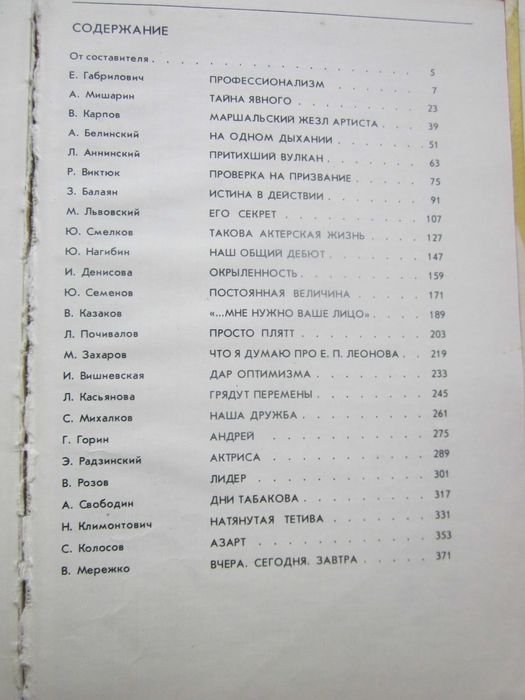 СОДЕРЖАНИЕ
От составителя . . . . . . . . . . . . . . . 5
Е. Габрилович ПРОФЕССИОНАЛИЗМ . . . . . 7
А. Мишарин ТАЙНА ЯВНОГО . . . . . . . 23
В. Карпов МАРШАЛЬСКИЙ ЖЕЗЛ АРТИСТА . . . 39
А. Белинский НА ОДНОМ ДЫХАНИИ . . . . . 51
Л. Аннинский ПРИТИХШИЙ ВУЛКАН . . . . . 63
Р. Виктюк ПРОВЕРКА НА ПРИЗВАНИЕ . . . . 75
З. Балаян ИСТИНА В ДЕЙСТВИИ . . . . . 91
М. Львовский ЕГО СЕКРЕТ . . . . . . . . 107
Ю. Смелков ТАКОВА АКТЕРСКАЯ ЖИЗНЬ . . . 127
Ю. Нагибин НАШ ОБЩИЙ ДЕБЮТ . . . . . 147
И. Денисова ОКРЫЛЕННОСТЬ . . . . . . . 159
Ю. Семенов ПОСТОЯННАЯ ВЕЛИЧИНА . . . . 171
В. Казаков «...МНЕ НУЖНО ВАШЕ ЛИЦО» . . . 189
Л. Почивалов ПРОСТО ПЛЯТТ . . . . . . . 203
М. Захаров ЧТО Я ДУМАЮ ПРО Е. П. ЛЕОНОВА . . 219
И. Вишневская ДАР ОПТИМИЗМА . . . . . . 233
Л. Касьянова ГРЯДУТ ПЕРЕМЕНЫ . . . . . . 245
С. Михалков НАША ДРУЖБА . . . . . . . 261
Г. Горин АНДРЕЙ . . . . . . . . . 275
Э. Радзинский АКТРИСА . . . . . . . . . 289
В. Розов ЛИДЕР . . . . . . . . . . 301
А. Свободин ДНИ ТАБАКОВА . . . . . . . 317
Н. Климонтович НАТЯНУТАЯ ТЕТИВА . . . . . . 331
С. Колосов АЗАРТ . . . . . . . . . . 353
В. Мережко ВЧЕРА. СЕГОДНЯ. ЗАВТРА . . . . 371